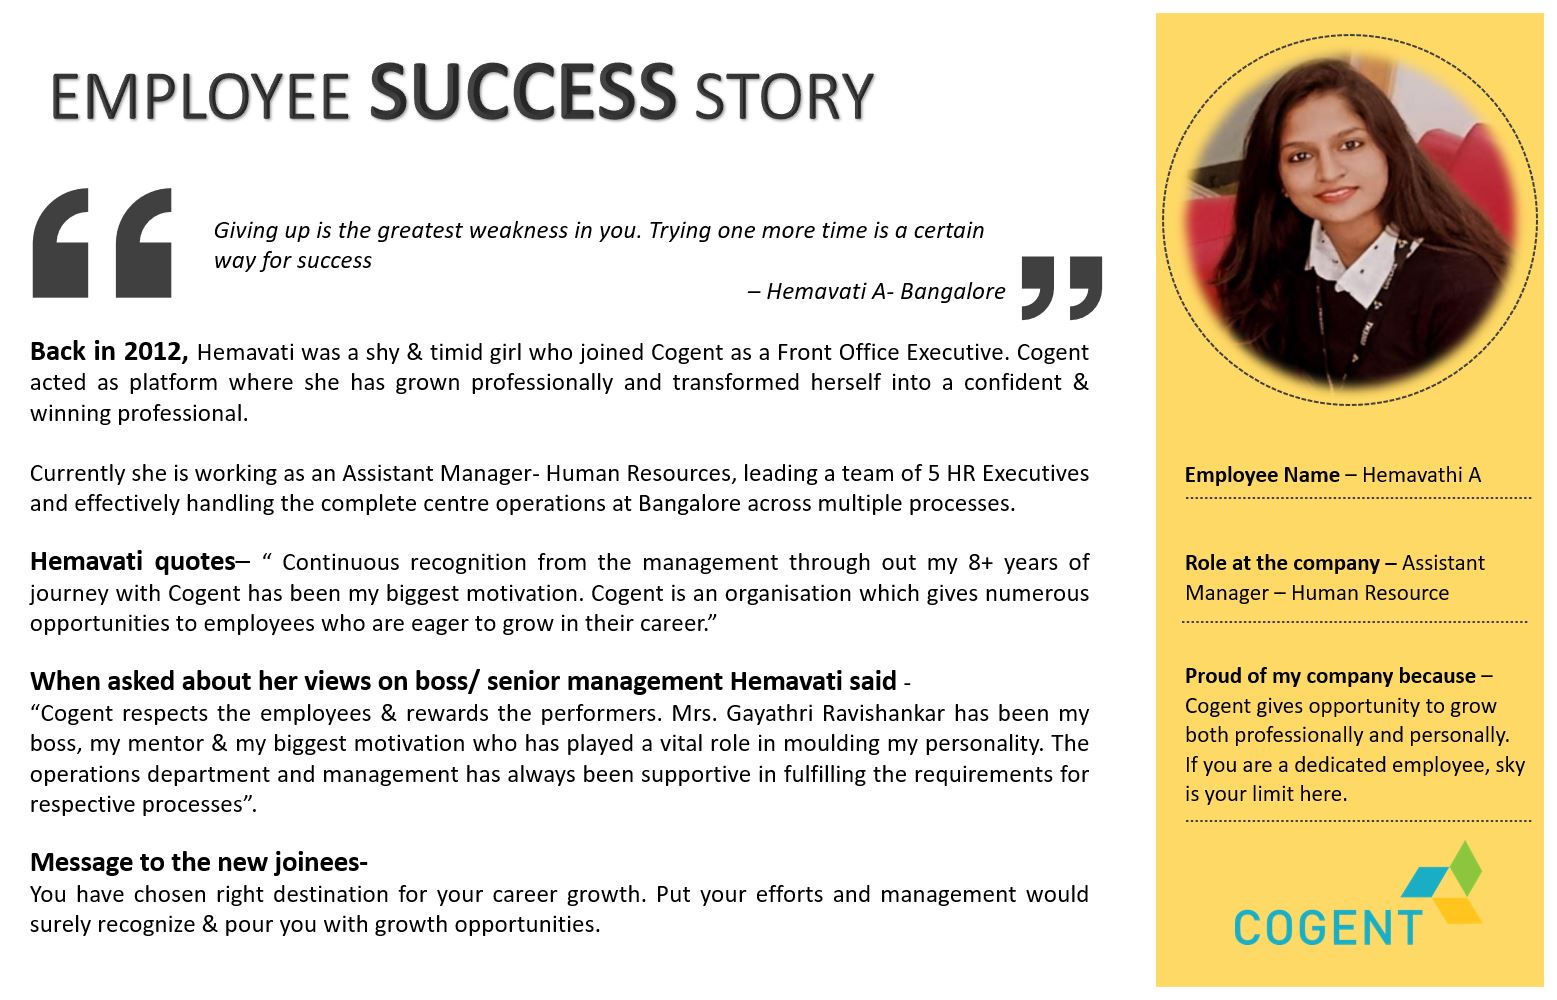 EMPLOYEE SUCCESS STORY
Giving up is the greatest weakness in you. Trying one more time is a certain
way for success
– Hemavati A- Bangalore
Back in 2012, Hemavati was a shy & timid girl who joined Cogent as a Front Office Executive. Cogent
acted as platform where she has grown professionally and transformed herself into a confident &
winning professional.
Currently she is working as an Assistant Manager- Human Resources, leading a team of 5 HR Executives
and effectively handling the complete centre operations at Bangalore across multiple processes.
Hemavati quotes– “ Continuous recognition from the management through out my 8+ years of
journey with Cogent has been my biggest motivation. Cogent is an organisation which gives numerous
opportunities to employees who are eager to grow in their career.”
When asked about her views on boss/ senior management Hemavati said -
“Cogent respects the employees & rewards the performers. Mrs. Gayathri Ravishankar has been my
boss, my mentor & my biggest motivation who has played a vital role in moulding my personality. The
operations department and management has always been supportive in fulfilling the requirements for
respective processes”.
Message to the new joinees-
You have chosen right destination for your career growth. Put your efforts and management would
surely recognize & pour you with growth opportunities.
Employee Name – Hemavathi A
Role at the company – Assistant
Manager – Human Resource
Proud of my company because –
Cogent gives opportunity to grow
both professionally and personally.
If you are a dedicated employee, sky
is your limit here.
COGENT